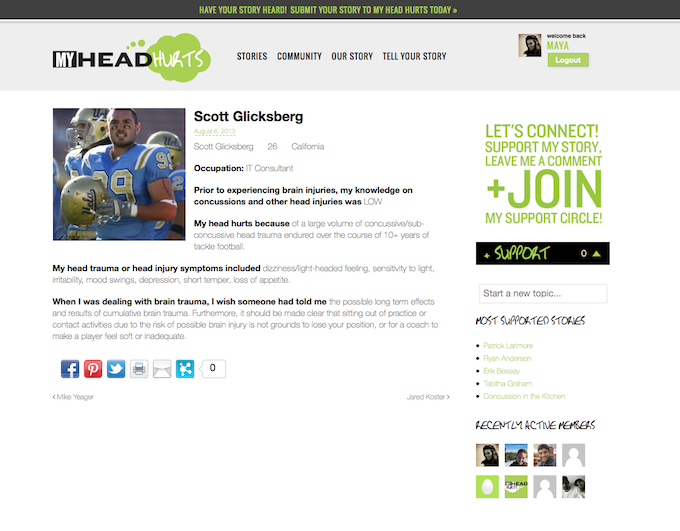 HAVE YOUR STORY HEARD! SUBMIT YOUR STORY TO MY HEAD HURTS TODAY »
MYHEADHURTS
STORIES COMMUNITY OUR STORY TELL YOUR STORY
welcome back
MAYA
Logout
Scott Glicksberg
August 6, 2013
Scott Glicksberg 26 California
Occupation: IT Consultant
Prior to experiencing brain injuries, my knowledge on
concussions and other head injuries was LOW
My head hurts because of a large volume of concussive/sub-
concussive head trauma endured over the course of 10+ years of
tackle football.
My head trauma or head injury symptoms included dizziness/light-headed feeling, sensitivity to light,
irritability, mood swings, depression, short temper, loss of appetite.
When I was dealing with brain trauma, I wish someone had told me the possible long term effects
and results of cumulative brain trauma. Furthermore, it should be made clear that sitting out of practice or
contact activities due to the risk of possible brain injury is not grounds to lose your position, or for a coach to
make a player feel soft or inadequate.
0
‹ Mike Yeager
Jared Koster ›
LET'S CONNECT!
SUPPORT MY STORY,
LEAVE ME A COMMENT
+JOIN
MY SUPPORT CIRCLE!
+ SUPPORT 0
Start a new topic...
MOST SUPPORTED STORIES
Patrick Larimore
Ryan Anderson
Erik Bessey
Tabitha Graham
Concussion in the Kitchen
RECENTLY ACTIVE MEMBERS